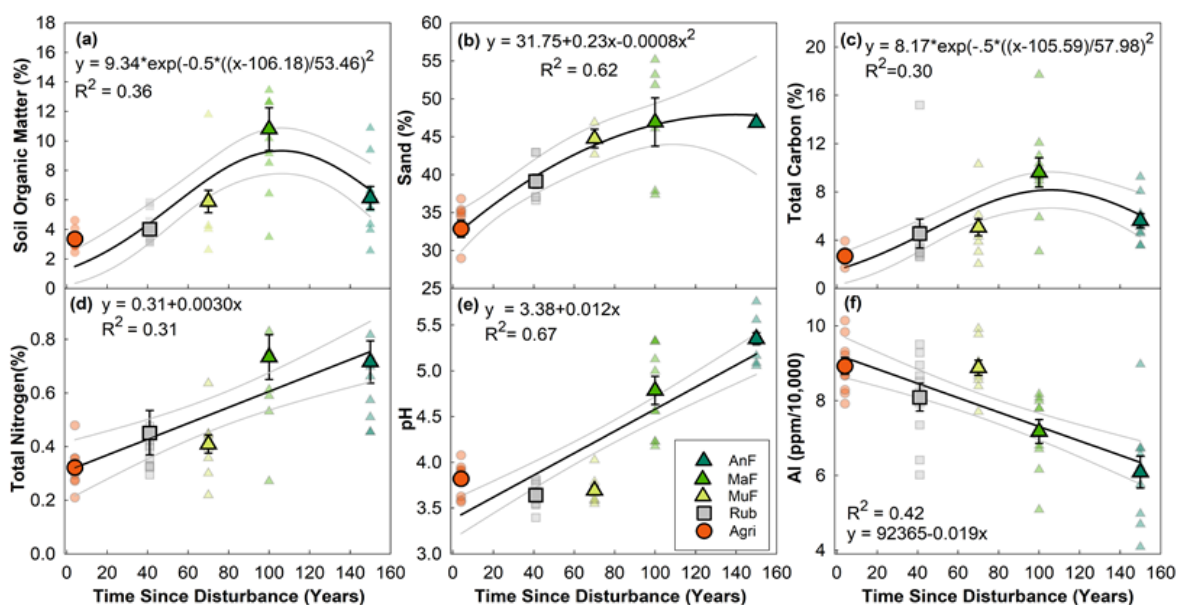 (a)
y = 9.34*exp(-0.5*((x-106.18)/53.46)²
R² = 0.36
Soil Organic Matter (%)
18
16
14
12
10
8
6
4
2
0
(b)
y = 31.75+0.23x-0.0008x²
R² = 0.62
Sand (%)
60
55
50
45
40
35
30
25
(c)
y = 8.17*exp(-.5*((x-105.59)/57.98)²
R²=0.30
Total Carbon (%)
20
16
12
8
4
0
(d)
y = 0.31+0.0030x
R² = 0.31
Total Nitrogen(%)
0.8
0.6
0.4
0.2
0.0
0 20 40 60 80 100 120 140 160
Time Since Disturbance (Years)
(e)
y = 3.38+0.012x
R²= 0.67
pH
5.5
5.0
4.5
4.0
3.5
3.0
AnF
MaF
MuF
Rub
Agri
0 20 40 60 80 100 120 140 160
Time Since Disturbance (Years)
(f)
R² = 0.42
y = 92365-0.019x
Al (ppm/10,000)
10
8
6
4
0 20 40 60 80 100 120 140 160
Time Since Disturbance (Years)